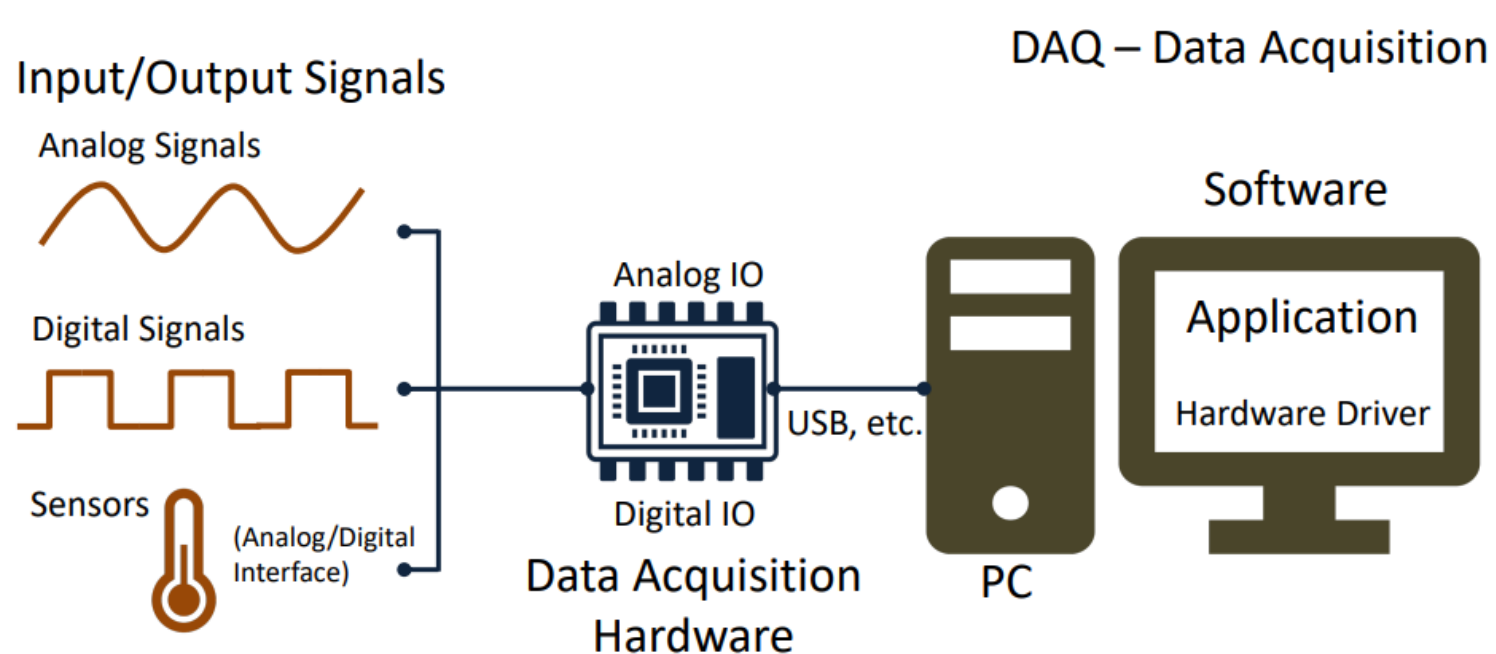 DAQ – Data Acquisition
Input/Output Signals
Analog Signals
Digital Signals
Sensors
(Analog/Digital
Interface)
Analog IO
Digital IO
Data Acquisition
Hardware
USB, etc.
PC
Software
Application
Hardware Driver